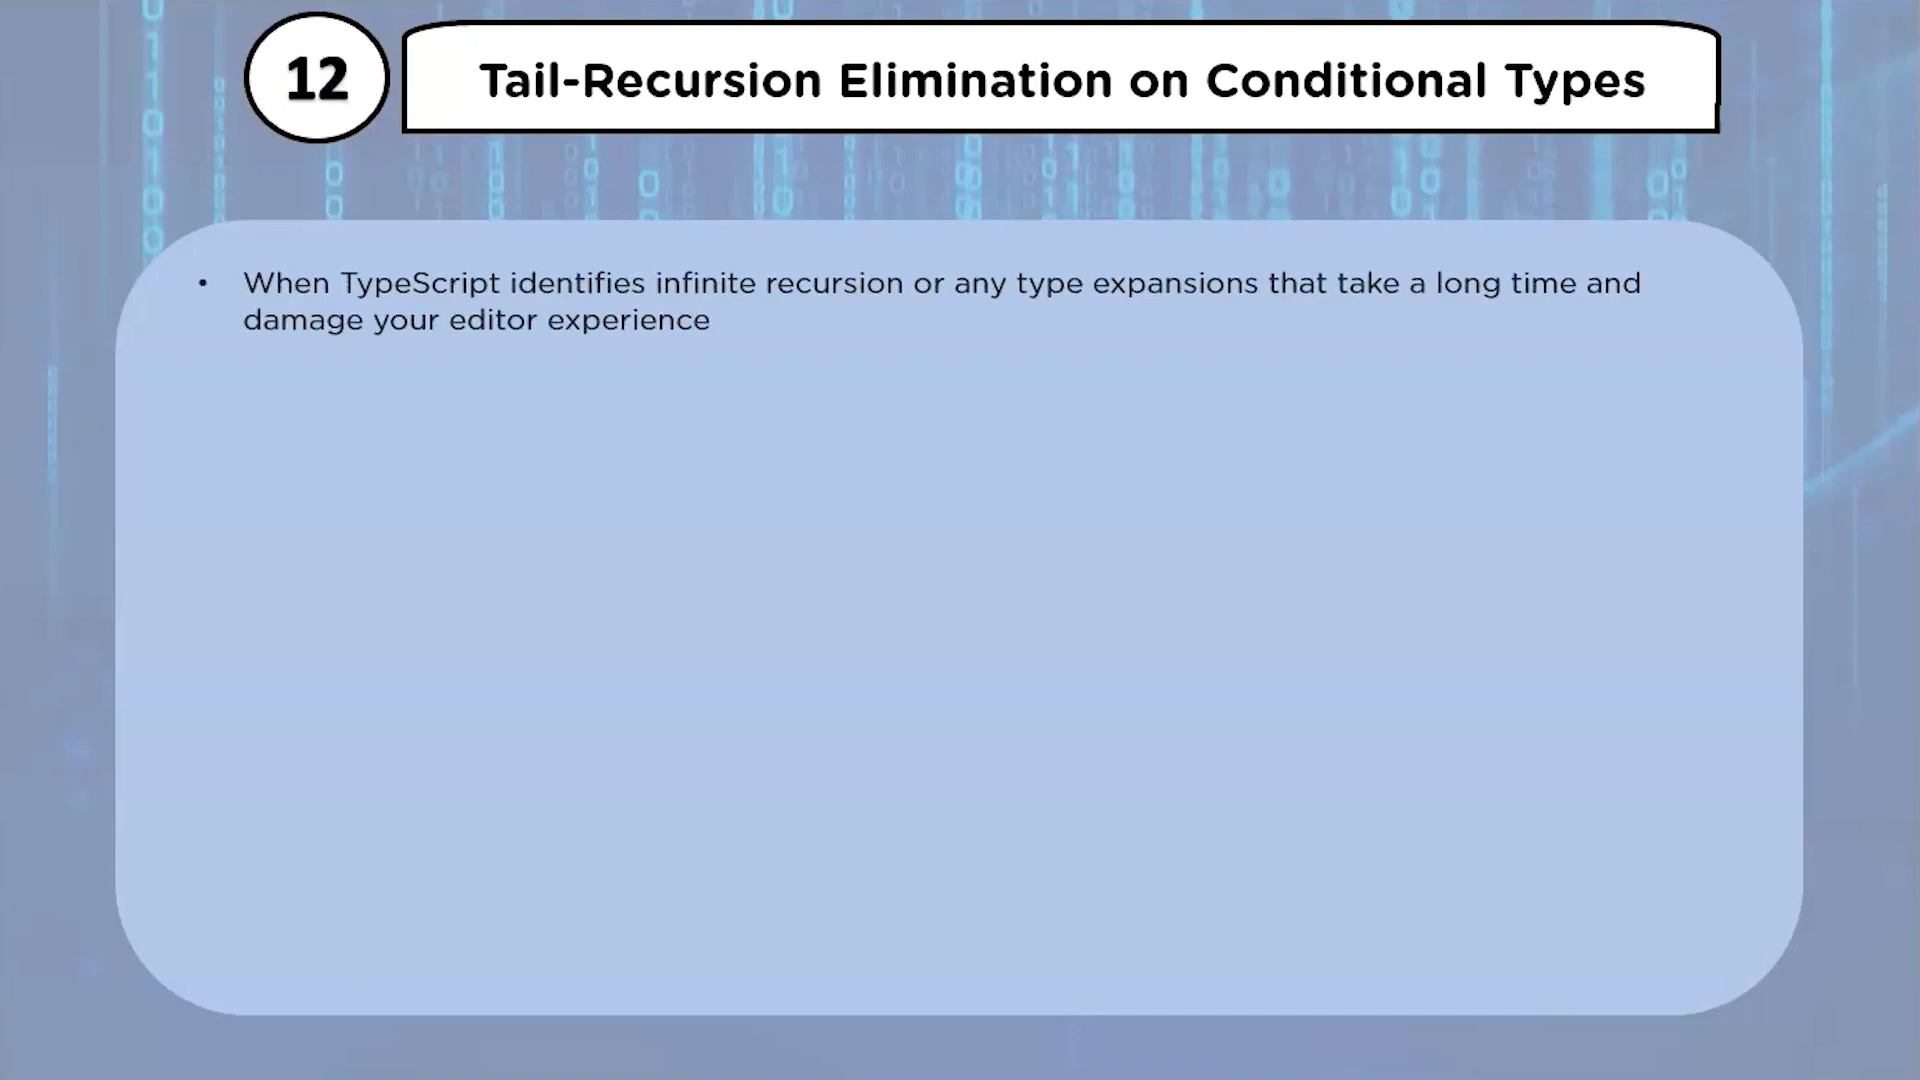 12
Tail-Recursion Elimination on Conditional Types
• When TypeScript identifies infinite recursion or any type expansions that take a long time and
damage your editor experience